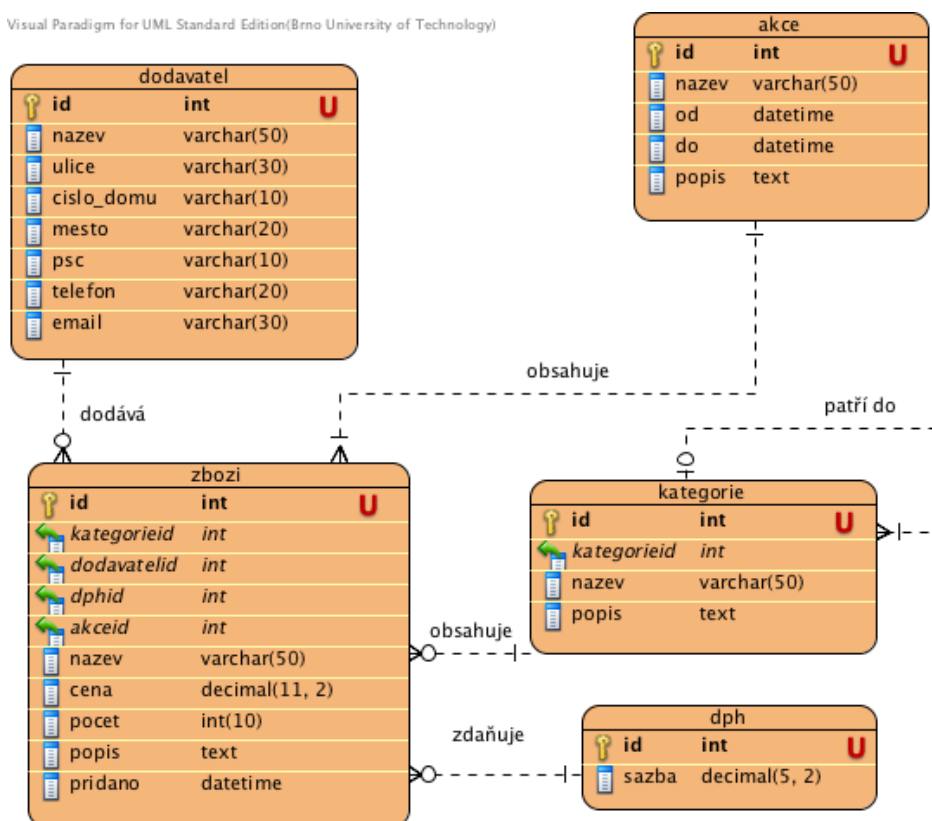 Visual Paradigm for UML Standard Edition(Brno University of Technology)
akce
id int U
nazev varchar(50)
od datetime
do datetime
popis text
dodavatel
id int U
nazev varchar(50)
ulice varchar(30)
cislo_domu varchar(10)
mesto varchar(20)
psc varchar(10)
telefon varchar(20)
email varchar(30)
obsahuje
dodává
patří do
zbozi
id int U
kategorieid int
dodavatelid int
dphid int
akceid int
nazev varchar(50)
cena decimal(11, 2)
pocet int(10)
popis text
pridano datetime
kategorie
id int U
kategorieid int
nazev varchar(50)
popis text
obsahuje
zdaňuje
dph
id int U
sazba decimal(5, 2)